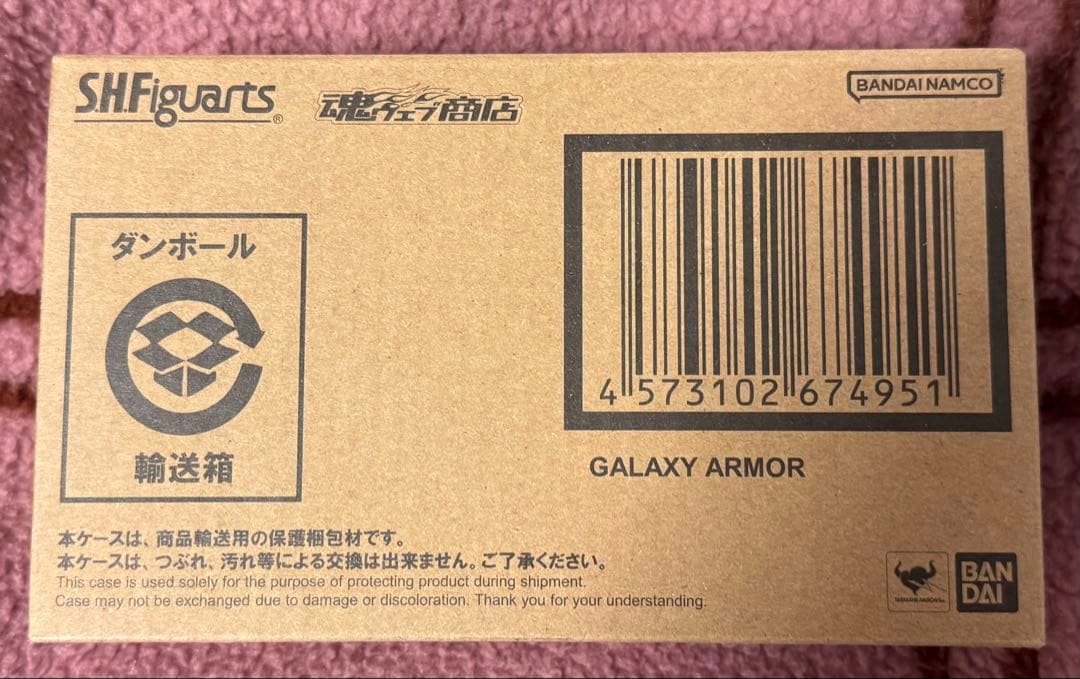 S.H.Figuarts®
魂ウェブ商店
BANDAI NAMCO
ダンボール
輸送箱
4 573102 674951
GALAXY ARMOR
本ケースは、商品輸送用の保護梱包材です。
本ケースは、つぶれ、汚れ等による交換は出来ません。ご了承ください。
This case is used solely for the purpose of protecting product during shipment.
Case may not be exchanged due to damage or discoloration. Thank you for your understanding.
BAN
DAI